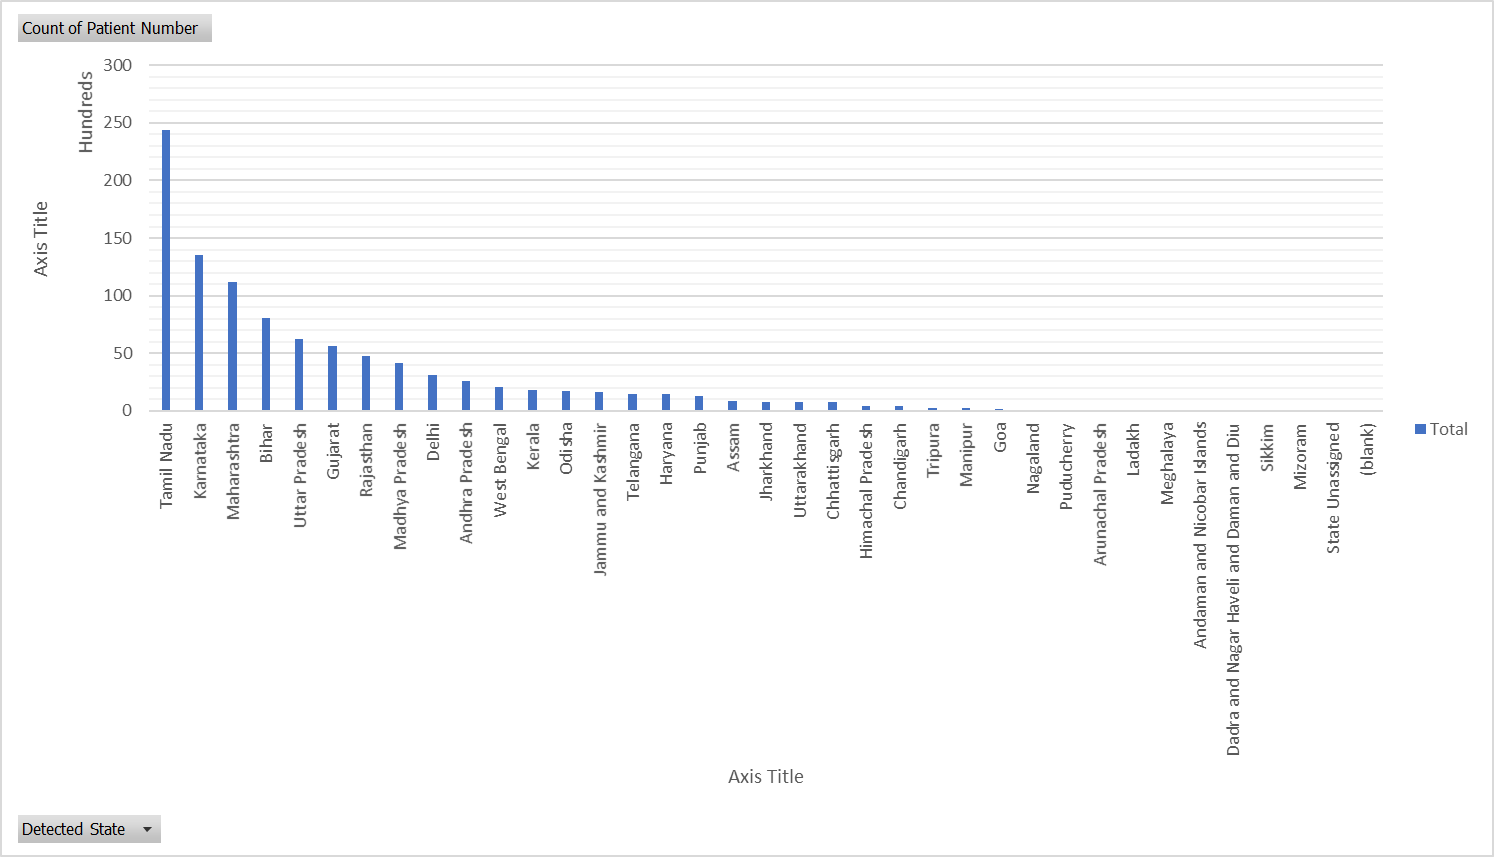 Count of Patient Number
Hundreds
Axis Title
300
250
200
150
100
50
0
Tamil Nadu
Karnataka
Maharashtra
Bihar
Uttar Pradesh
Gujarat
Rajasthan
Madhya Pradesh
Delhi
Andhra Pradesh
West Bengal
Kerala
Odisha
Jammu and Kashmir
Telangana
Haryana
Punjab
Assam
Jharkhand
Uttarakhand
Chhattisgarh
Himachal Pradesh
Chandigarh
Tripura
Manipur
Goa
Nagaland
Puducherry
Arunachal Pradesh
Ladakh
Meghalaya
Andaman and Nicobar Islands
Dadra and Nagar Haveli and Daman and Diu
Sikkim
Mizoram
State Unassigned
(blank)
Total
Axis Title
Detected State